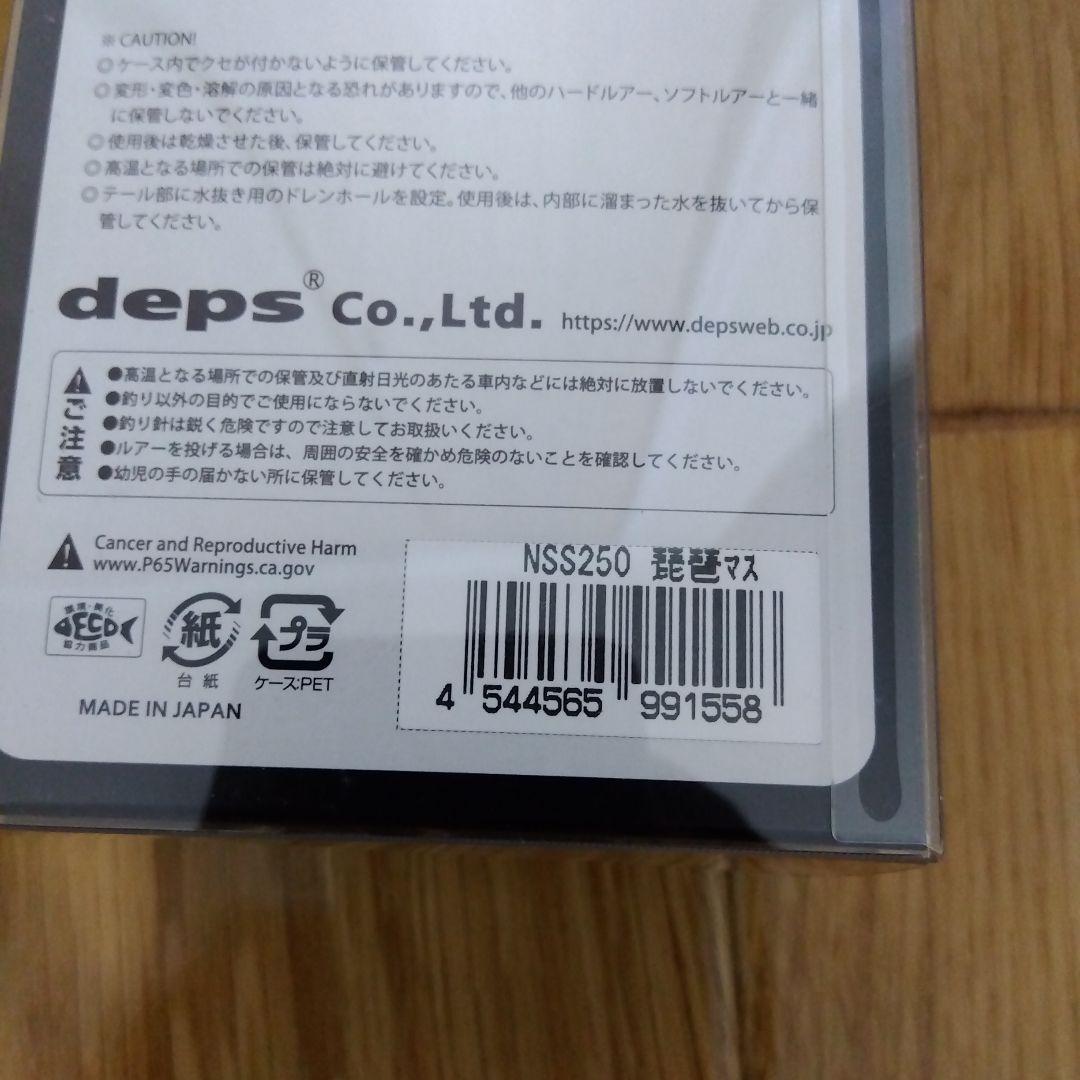 ※ CAUTION!
◎ケース内でクセが付かないように保管してください。
◎変形・変色・溶解の原因となる恐れがありますので、他のハードルアー、ソフトルアーと一緒
に保管しないでください。
◎使用後は乾燥させた後、保管してください。
◎高温となる場所での保管は絶対に避けてください。
◎テール部に水抜き用のドレンホールを設定。使用後は、内部に溜まった水を抜いてから保
管してください。
deps® Co.,Ltd. https://www.depsweb.co.jp
ご注意
●高温となる場所での保管及び直射日光のあたる車内などには絶対に放置しないでください。
●釣り以外の目的でご使用にならないでください。
●釣り針は鋭く危険ですので注意してお取扱いください。
●ルアーを投げる場合は、周囲の安全を確かめ危険のないことを確認してください。
●幼児の手の届かない所に保管してください。
Cancer and Reproductive Harm
www.P65Warnings.ca.gov
環境・美化
ECO
協力商品
紙
台紙
プラ
ケース:PET
MADE IN JAPAN
NSS250 琵琶マス
4 544565 991558